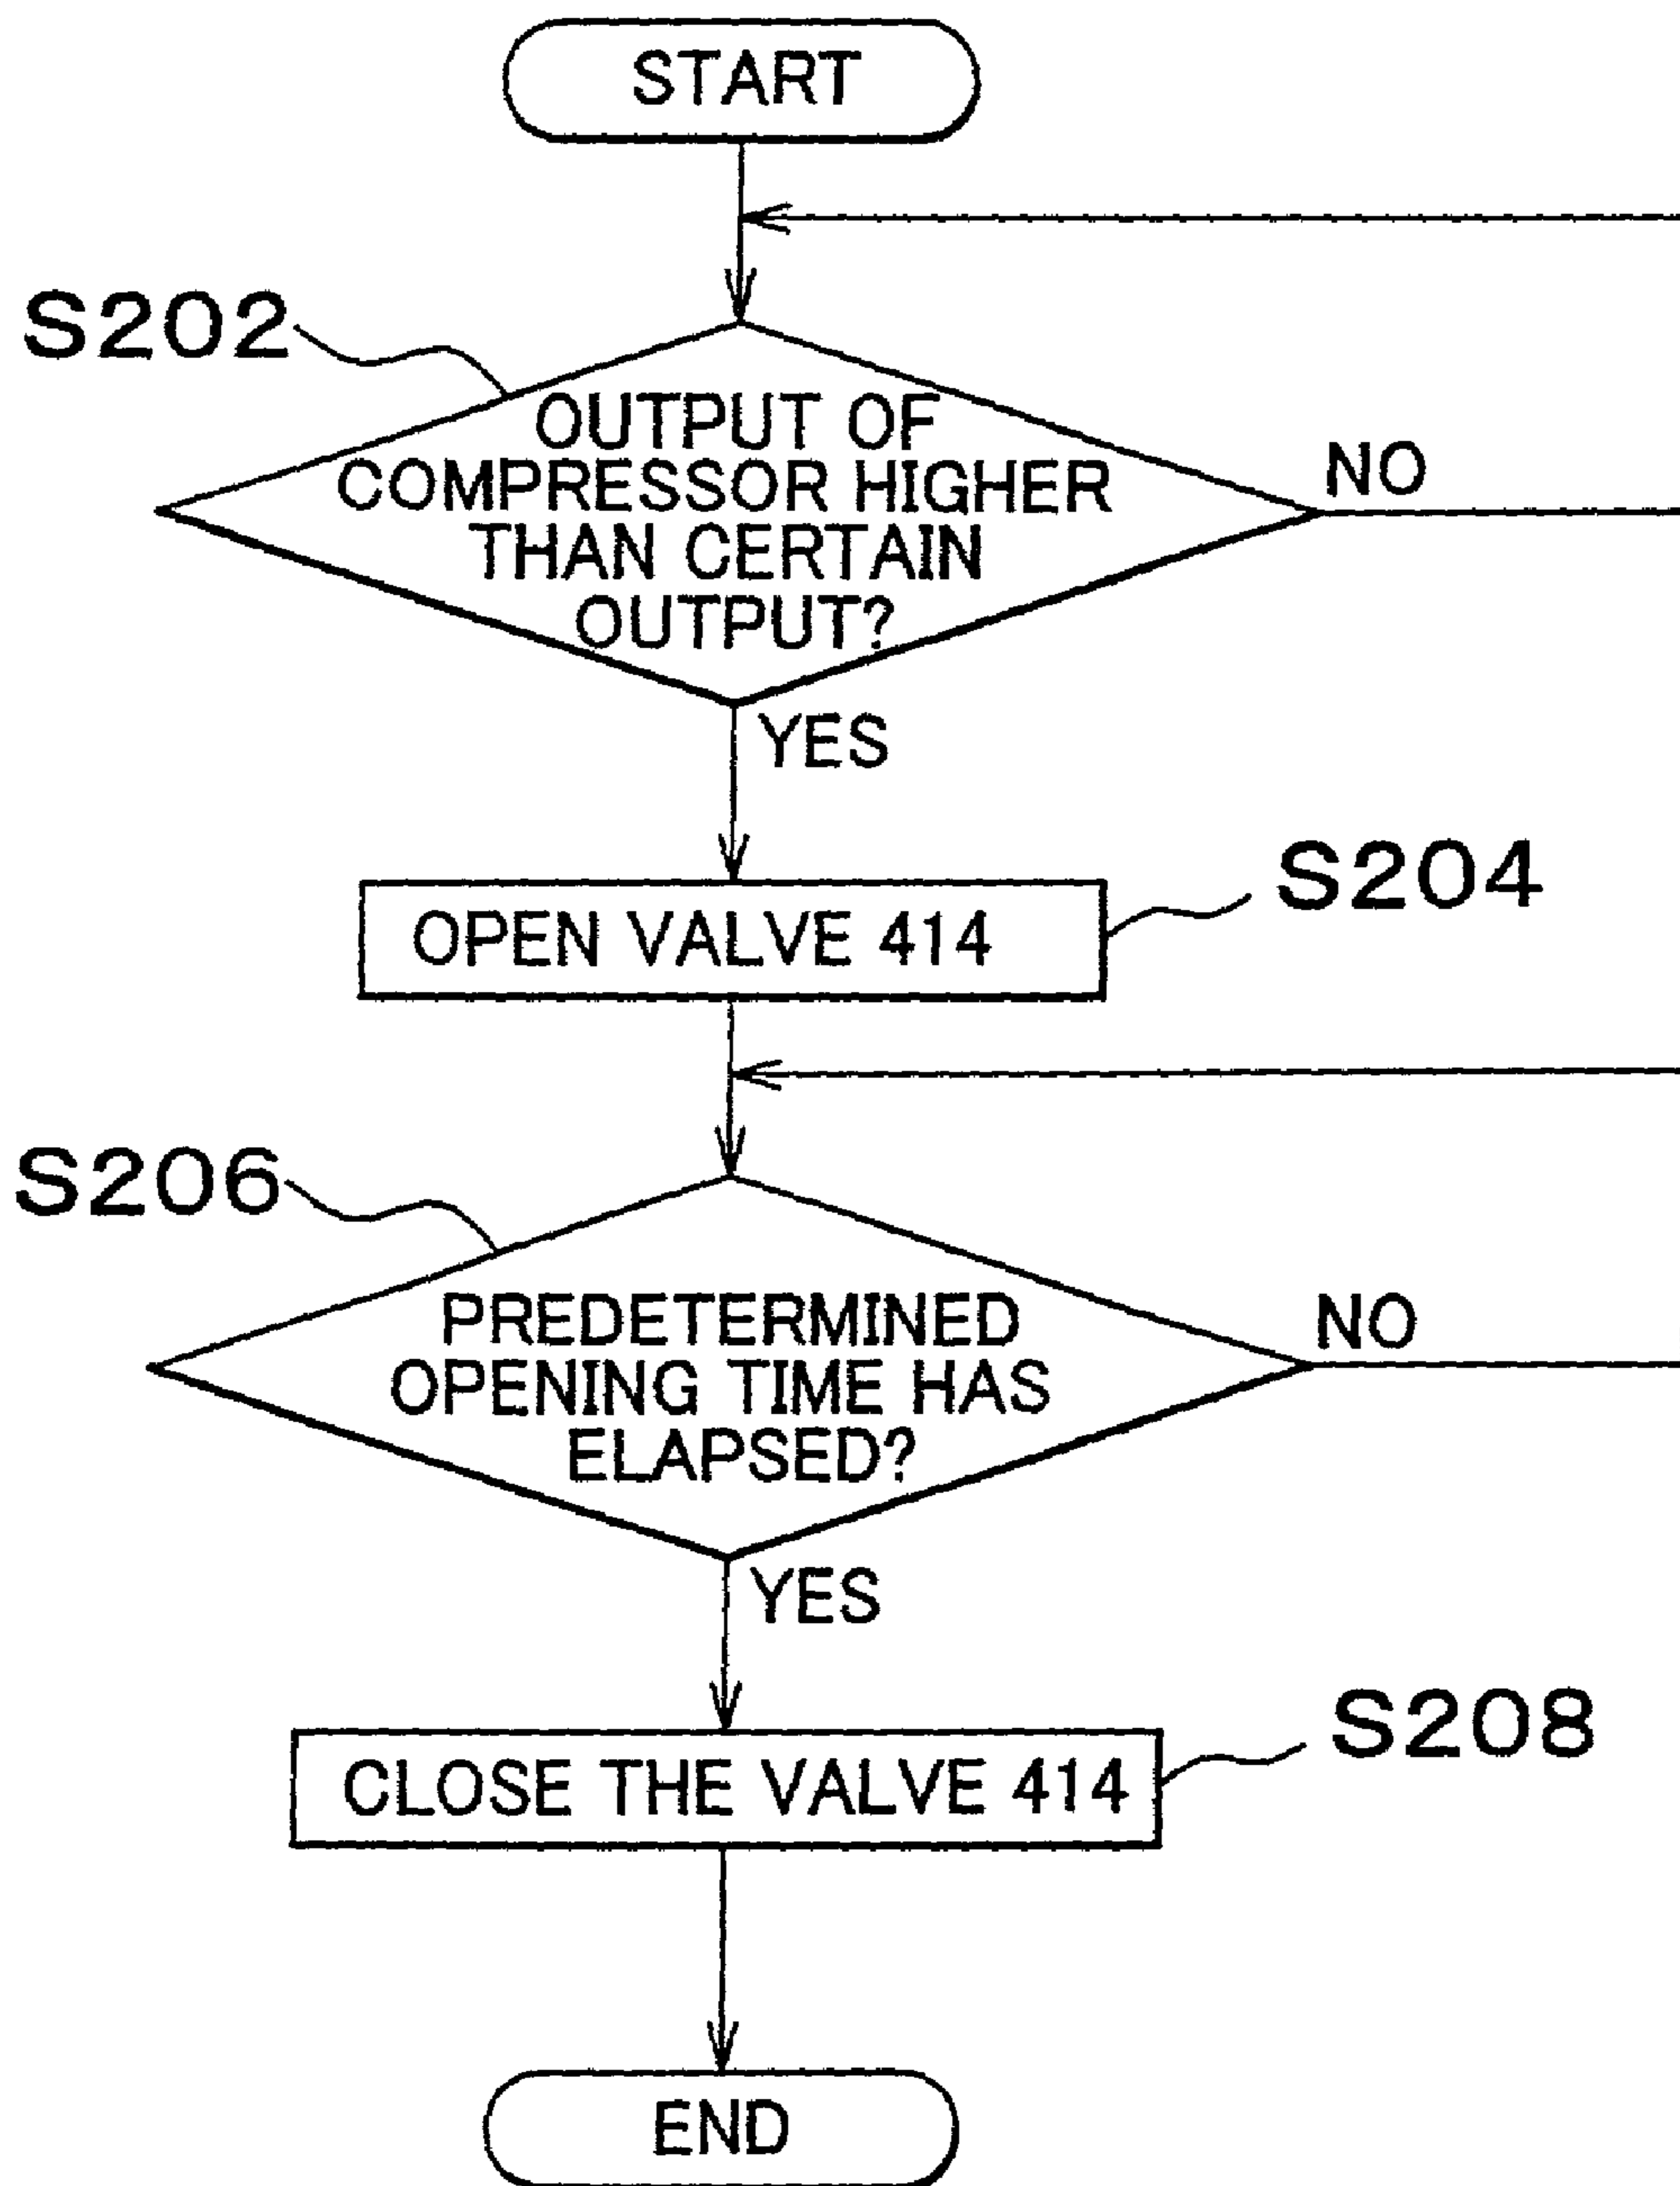 START
S202
OUTPUT OF
COMPRESSOR HIGHER
THAN CERTAIN
OUTPUT?
NO
YES
OPEN VALVE 414
S204
S206
PREDETERMINED
OPENING TIME HAS
ELAPSED?
NO
YES
CLOSE THE VALVE 414
S208
END